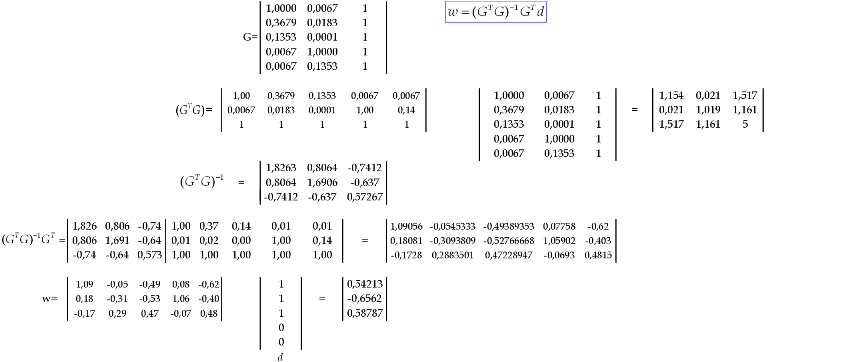 1,0000 0,0067 1 w = (GᵀG)⁻¹Gᵀd
0,3679 0,0183 1
G= 0,1353 0,0001 1
0,0067 1,0000 1
0,0067 0,1353 1
1,00 0,3679 0,1353 0,0067 0,0067 1,0000 0,0067 1 1,154 0,021 1,517
(GᵀG)= 0,0067 0,0183 0,0001 1,00 0,14 0,3679 0,0183 1 = 0,021 1,019 1,161
1 1 1 1 1 0,1353 0,0001 1 1,517 1,161 5
0,0067 1,0000 1
0,0067 0,1353 1
1,8263 0,8064 -0,7412
(GᵀG)⁻¹ = 0,8064 1,6906 -0,637
-0,7412 -0,637 0,57267
1,826 0,806 -0,74 1,00 0,37 0,14 0,01 0,01 1,09056 -0,0545333 -0,49389353 0,07758 -0,62
(GᵀG)⁻¹Gᵀ = 0,806 1,691 -0,64 0,01 0,02 0,00 1,00 0,14 = 0,18081 -0,3093809 -0,52766668 1,05902 -0,403
-0,74 -0,64 0,573 1,00 1,00 1,00 1,00 1,00 -0,1728 0,2883501 0,47228947 -0,0693 0,4815
1,09 -0,05 -0,49 0,08 -0,62 1 0,54213
w= 0,18 -0,31 -0,53 1,06 -0,40 1 = -0,6562
-0,17 0,29 0,47 -0,07 0,48 1 0,58787
0
0
d